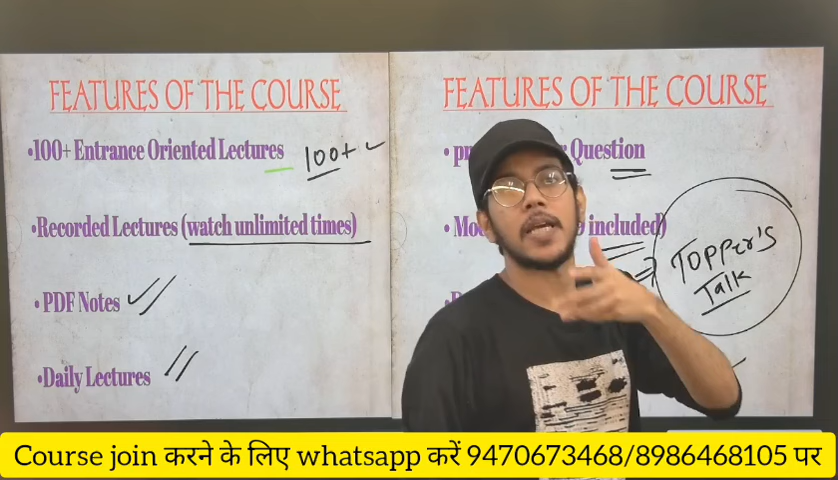 FEATURES OF THE COURSE
•100+ Entrance Oriented Lectures 100+
•Recorded Lectures (watch unlimited times)
•PDF Notes
•Daily Lectures
FEATURES OF THE COURSE
Question
included)
TOPPER'S
Talk
Course join करने के लिए whatsapp करें 9470673468/8986468105 पर